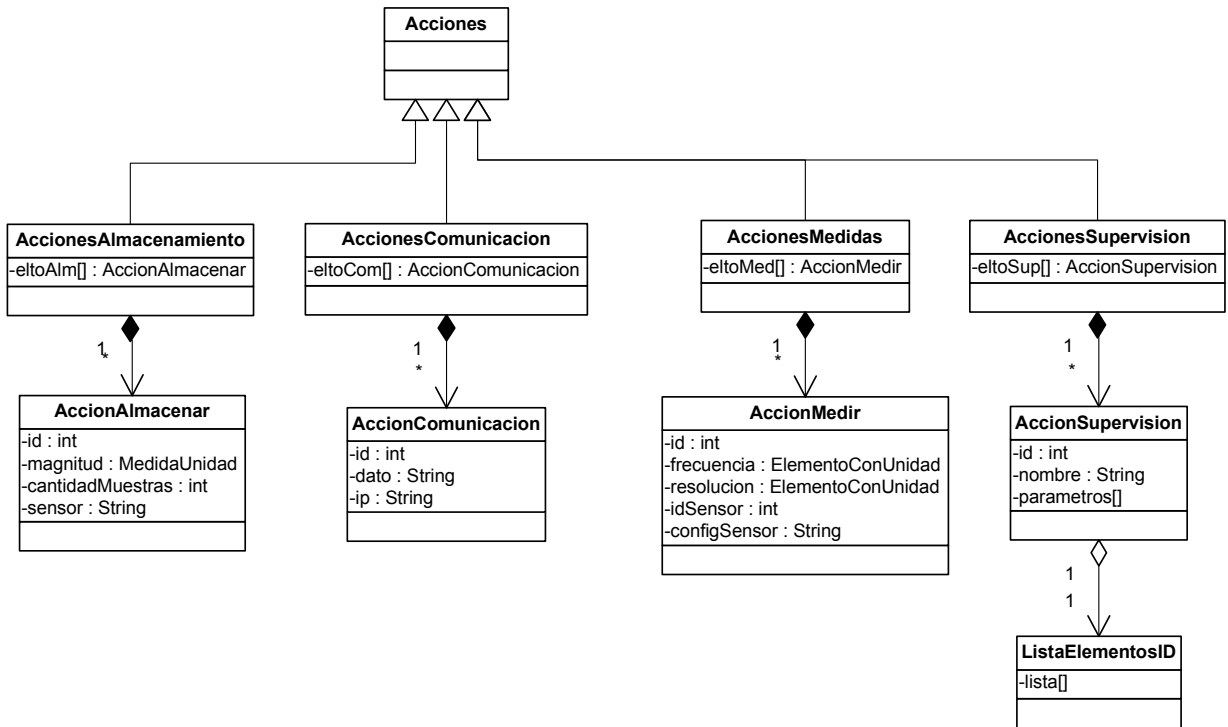 Acciones
AccionesAlmacenamiento
-eltoAlm[] : AccionAlmacenar
AccionesComunicacion
-eltoCom[] : AccionComunicacion
AccionesMedidas
-eltoMed[] : AccionMedir
AccionesSupervision
-eltoSup[] : AccionSupervision
1
*
1
*
1
*
1
*
AccionAlmacenar
-id : int
-magnitud : MedidaUnidad
-cantidadMuestras : int
-sensor : String
AccionComunicacion
-id : int
-dato : String
-ip : String
AccionMedir
-id : int
-frecuencia : ElementoConUnidad
-resolucion : ElementoConUnidad
-idSensor : int
-configSensor : String
AccionSupervision
-id : int
-nombre : String
-parametros[]
1
1
ListaElementosID
-lista[]